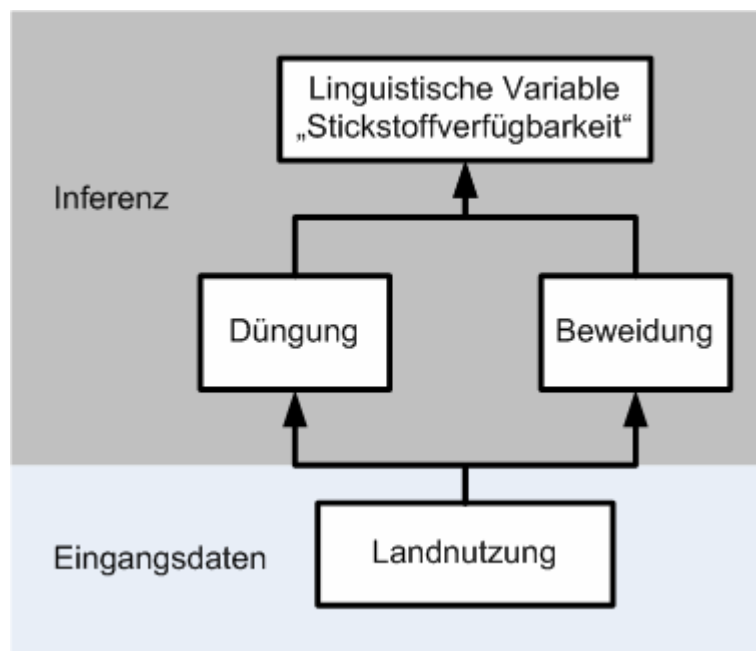 Linguistische Variable
„Stickstoffverfügbarkeit“
Inferenz
Düngung
Beweidung
Eingangsdaten
Landnutzung